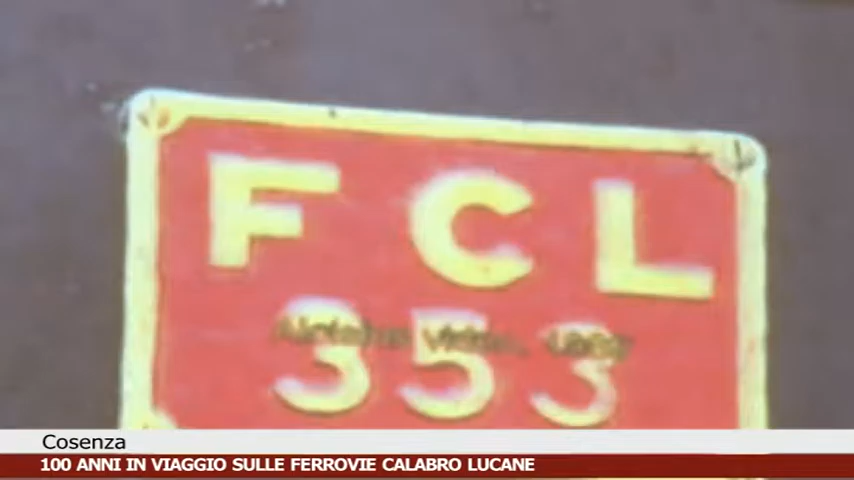 FCL
353
Cosenza
100 ANNI IN VIAGGIO SULLE FERROVIE CALABRO LUCANE